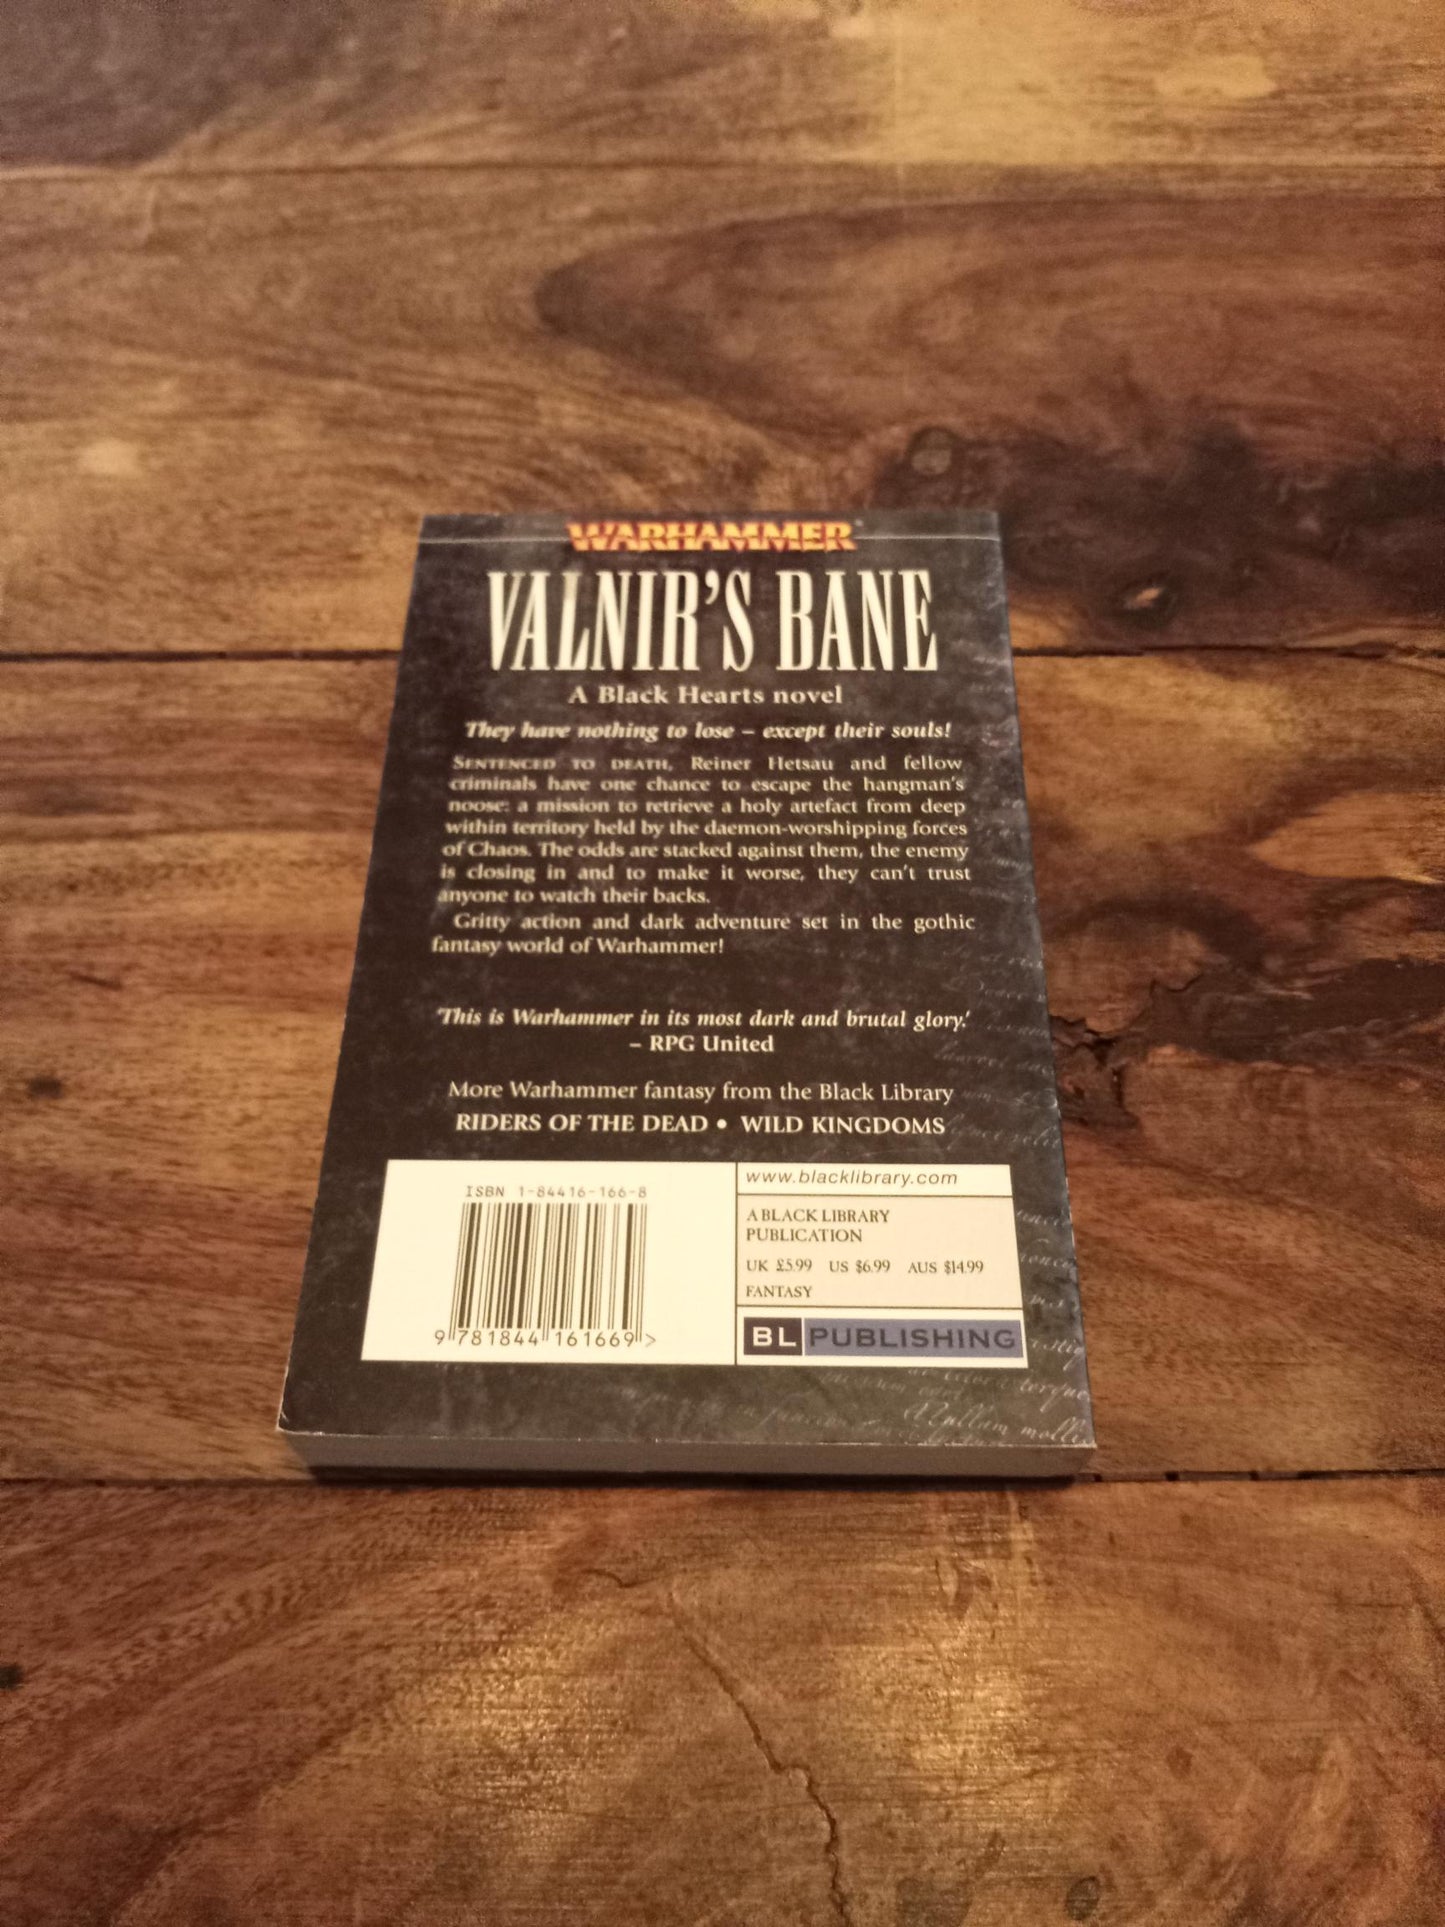 WARHAMMER
VALNIR'S BANE
A Black Hearts novel
They have nothing to lose – except their souls!
SENTENCED TO DEATH, Reiner Hetsau and fellow
criminals have one chance to escape the hangman's
noose: a mission to retrieve a holy artefact from deep
within territory held by the daemon-worshipping forces
of Chaos. The odds are stacked against them, the enemy
is closing in and to make it worse, they can't trust
anyone to watch their backs.
Gritty action and dark adventure set in the gothic
fantasy world of Warhammer!
'This is Warhammer in its most dark and brutal glory.'
– RPG United
More Warhammer fantasy from the Black Library
RIDERS OF THE DEAD • WILD KINGDOMS
ISBN 1-84416-166-8
9 781844 161669 >
www.blacklibrary.com
A BLACK LIBRARY
PUBLICATION
UK £5.99 US $6.99 AUS $14.99
FANTASY
BL PUBLISHING
Nullam molle